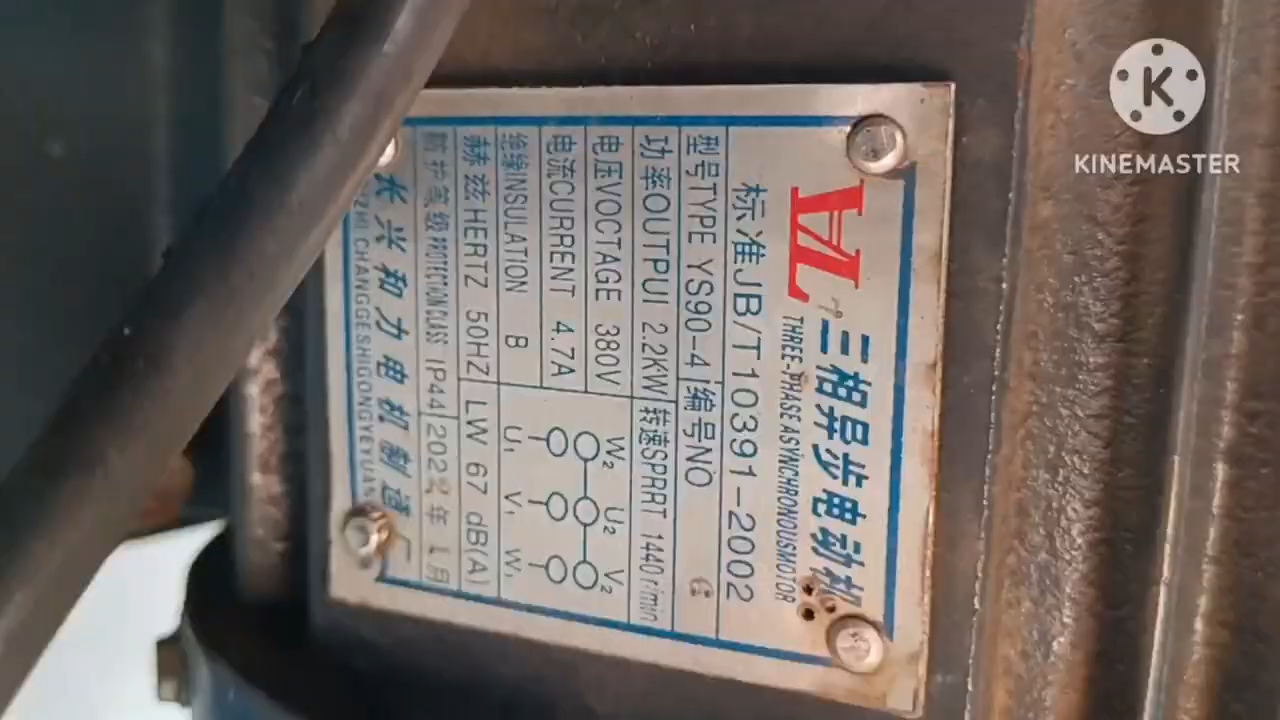 三相异步电动机
THREE-PHASE ASYNCHRONOUSMOTOR
标准JB/T10391-2002
型号TYPE YS90-4 编号NO
功率OUTPUI 2.2KW 转速SPRRT 1440r/min
电压VOCTAGE 380V
电流CURRENT 4.7A
W₂ U₂ V₂
绝缘INSULATION B
U₁ V₁ W₁
赫兹HERTZ 50HZ LW 67 dB(A)
防护等级PROTECTION CLASS IP44 年 1月
长兴和力电机制造厂
CHANGGESHIGONGYEYUAN
KINEMASTER